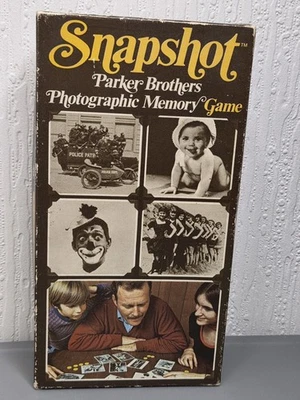 Snapshot™
Parker Brothers
Photographic Memory Game
POLICE PATROL